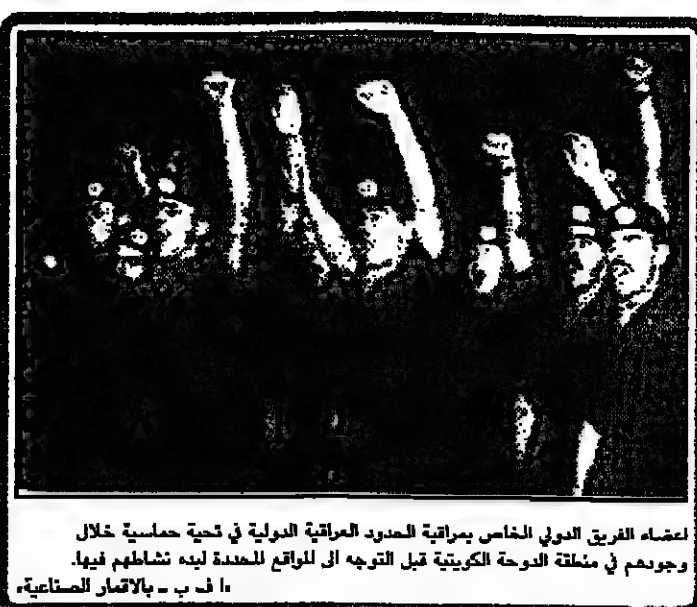 اعضاء الفريق الدولي الخاص بمراقبة الحدود العراقية الدولية في تحية حماسية خلال
وجودهم في منطقة الدوحة الكويتية قبل التوجه الى المواقع المحددة لبدء نشاطهم فيها.
«ا ف ب ـ بالاقمار الصناعية»